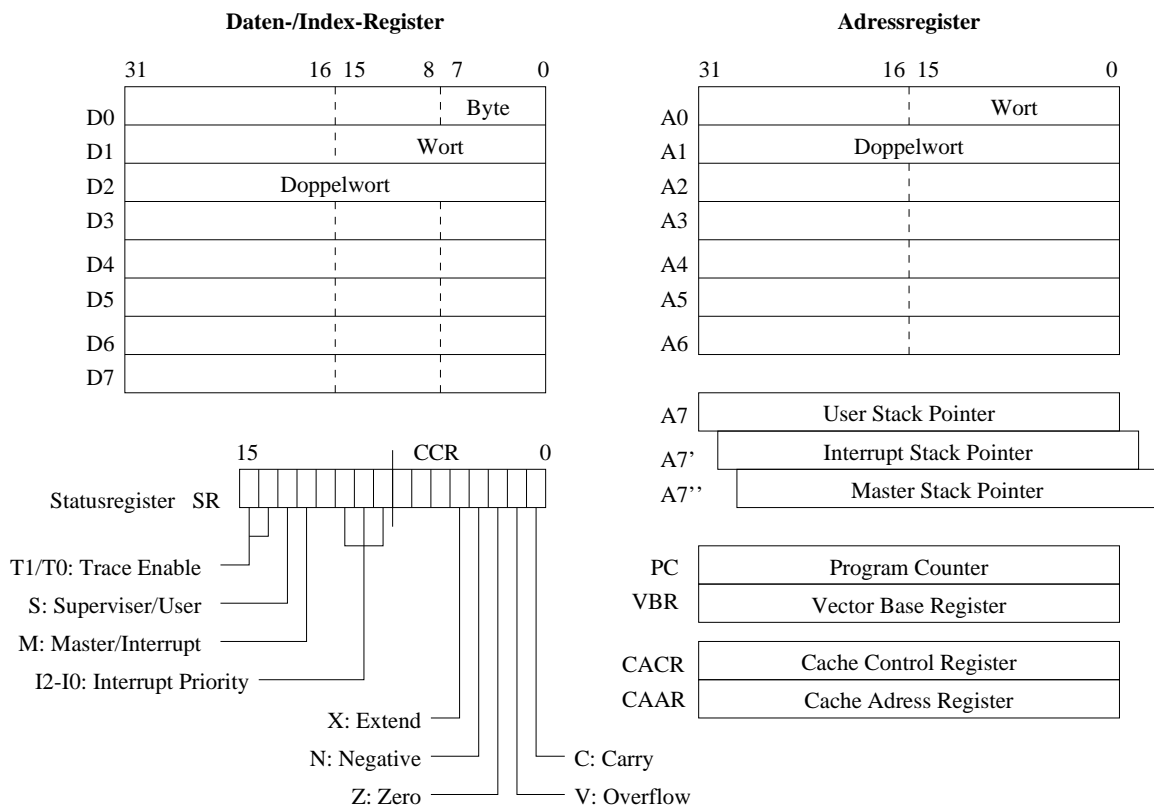 Daten-/Index-Register
31 16 15 8 7 0
D0 Byte
D1 Wort
D2 Doppelwort
D3
D4
D5
D6
D7
Adressregister
31 16 15 0
A0 Wort
A1 Doppelwort
A2
A3
A4
A5
A6
A7 User Stack Pointer
A7' Interrupt Stack Pointer
A7'' Master Stack Pointer
15 CCR 0
Statusregister SR
T1/T0: Trace Enable
S: Superviser/User
M: Master/Interrupt
I2-I0: Interrupt Priority
X: Extend
N: Negative
Z: Zero
C: Carry
V: Overflow
PC Program Counter
VBR Vector Base Register
CACR Cache Control Register
CAAR Cache Adress Register